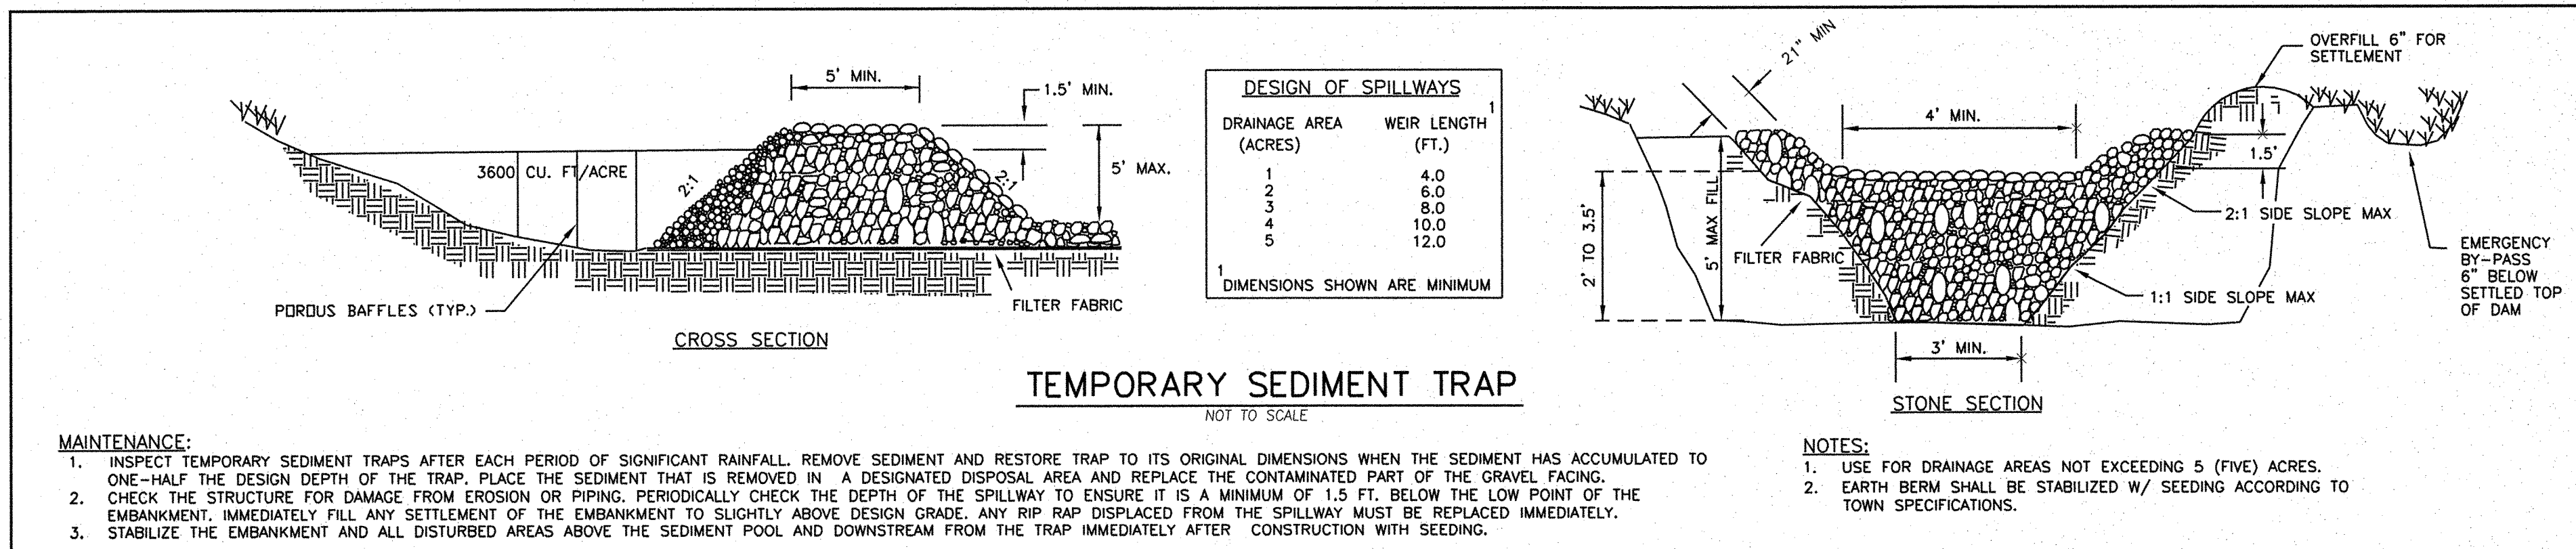 5' MIN.
1.5' MIN.
3600 CU. FT/ACRE
2:1
2:1
5' MAX.
POROUS BAFFLES (TYP.)
FILTER FABRIC
CROSS SECTION
DESIGN OF SPILLWAYS
1
DRAINAGE AREA WEIR LENGTH
(ACRES) (FT.)
1 4.0
2 6.0
3 8.0
4 10.0
5 12.0
1
DIMENSIONS SHOWN ARE MINIMUM
21" MIN
OVERFILL 6" FOR
SETTLEMENT
4' MIN.
1.5'
2' TO 3.5'
5' MAX FILL
FILTER FABRIC
2:1 SIDE SLOPE MAX
1:1 SIDE SLOPE MAX
EMERGENCY
BY-PASS
6" BELOW
SETTLED TOP
OF DAM
3' MIN.
STONE SECTION
TEMPORARY SEDIMENT TRAP
NOT TO SCALE
MAINTENANCE:
1. INSPECT TEMPORARY SEDIMENT TRAPS AFTER EACH PERIOD OF SIGNIFICANT RAINFALL. REMOVE SEDIMENT AND RESTORE TRAP TO ITS ORIGINAL DIMENSIONS WHEN THE SEDIMENT HAS ACCUMULATED TO
ONE-HALF THE DESIGN DEPTH OF THE TRAP. PLACE THE SEDIMENT THAT IS REMOVED IN A DESIGNATED DISPOSAL AREA AND REPLACE THE CONTAMINATED PART OF THE GRAVEL FACING.
2. CHECK THE STRUCTURE FOR DAMAGE FROM EROSION OR PIPING. PERIODICALLY CHECK THE DEPTH OF THE SPILLWAY TO ENSURE IT IS A MINIMUM OF 1.5 FT. BELOW THE LOW POINT OF THE
EMBANKMENT. IMMEDIATELY FILL ANY SETTLEMENT OF THE EMBANKMENT TO SLIGHTLY ABOVE DESIGN GRADE. ANY RIP RAP DISPLACED FROM THE SPILLWAY MUST BE REPLACED IMMEDIATELY.
3. STABILIZE THE EMBANKMENT AND ALL DISTURBED AREAS ABOVE THE SEDIMENT POOL AND DOWNSTREAM FROM THE TRAP IMMEDIATELY AFTER CONSTRUCTION WITH SEEDING.
NOTES:
1. USE FOR DRAINAGE AREAS NOT EXCEEDING 5 (FIVE) ACRES.
2. EARTH BERM SHALL BE STABILIZED W/ SEEDING ACCORDING TO
TOWN SPECIFICATIONS.